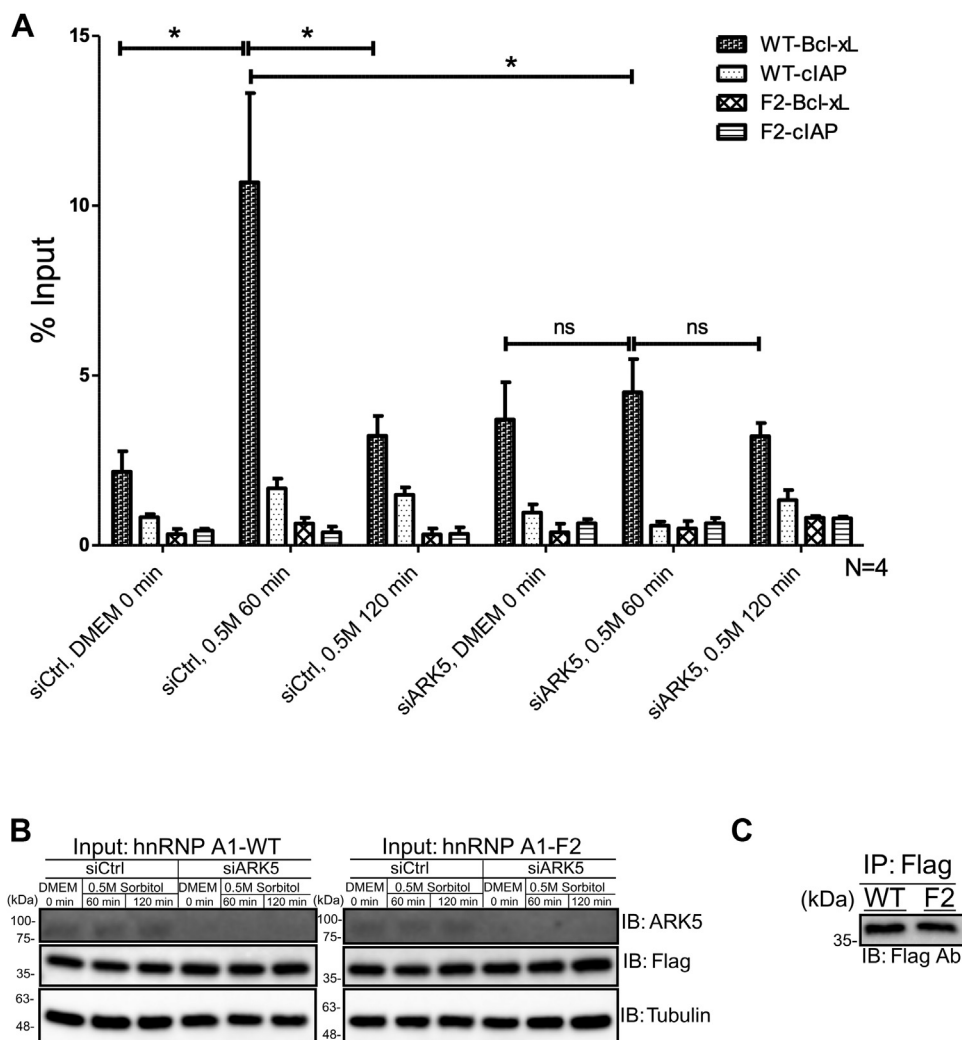 A
15
*
*
*
10
5
0
% Input
WT-Bcl-xL
WT-cIAP
F2-Bcl-xL
F2-cIAP
ns
ns
N=4
siCtrl, DMEM 0 min
siCtrl, 0.5M 60 min
siCtrl, 0.5M 120 min
siARK5, DMEM 0 min
siARK5, 0.5M 60 min
siARK5, 0.5M 120 min
B
Input: hnRNP A1-WT
siCtrl siARK5
DMEM 0.5M Sorbitol DMEM 0.5M Sorbitol
(kDa) 0 min 60 min 120 min 0 min 60 min 120 min
100-
75-
35-
63-
48-
Input: hnRNP A1-F2
siCtrl siARK5
DMEM 0.5M Sorbitol DMEM 0.5M Sorbitol
(kDa) 0 min 60 min 120 min 0 min 60 min 120 min
100-
75-
35-
63-
48-
IB: ARK5
IB: Flag
IB: Tubulin
C
IP: Flag
(kDa) WT F2
35-
IB: Flag Ab